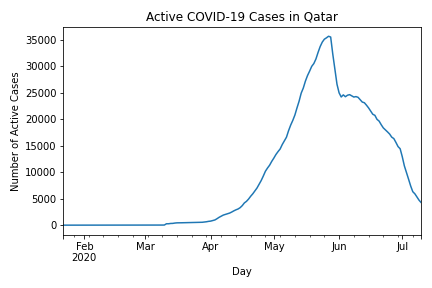 Active COVID-19 Cases in Qatar
Number of Active Cases
35000
30000
25000
20000
15000
10000
5000
0
Feb Mar Apr May Jun Jul
2020
Day